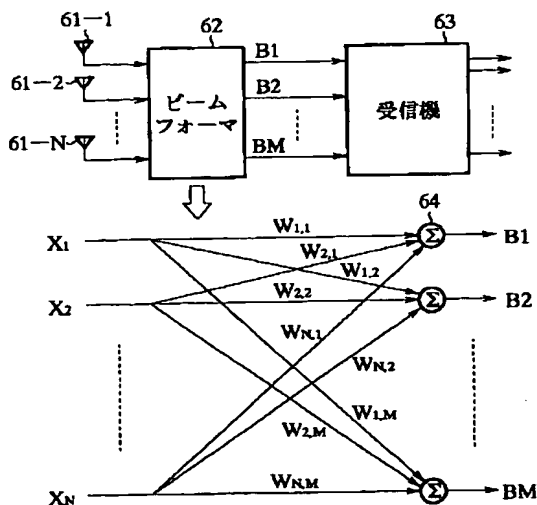 61-1
62
63
61-2
61-N
ビーム
フォーマ
B1
B2
BM
受信機
64
X1
W1,1
Σ
B1
W2,1
W1,2
X2
W2,2
Σ
B2
WN,1
WN,2
W1,M
W2,M
XN
WN,M
Σ
BM